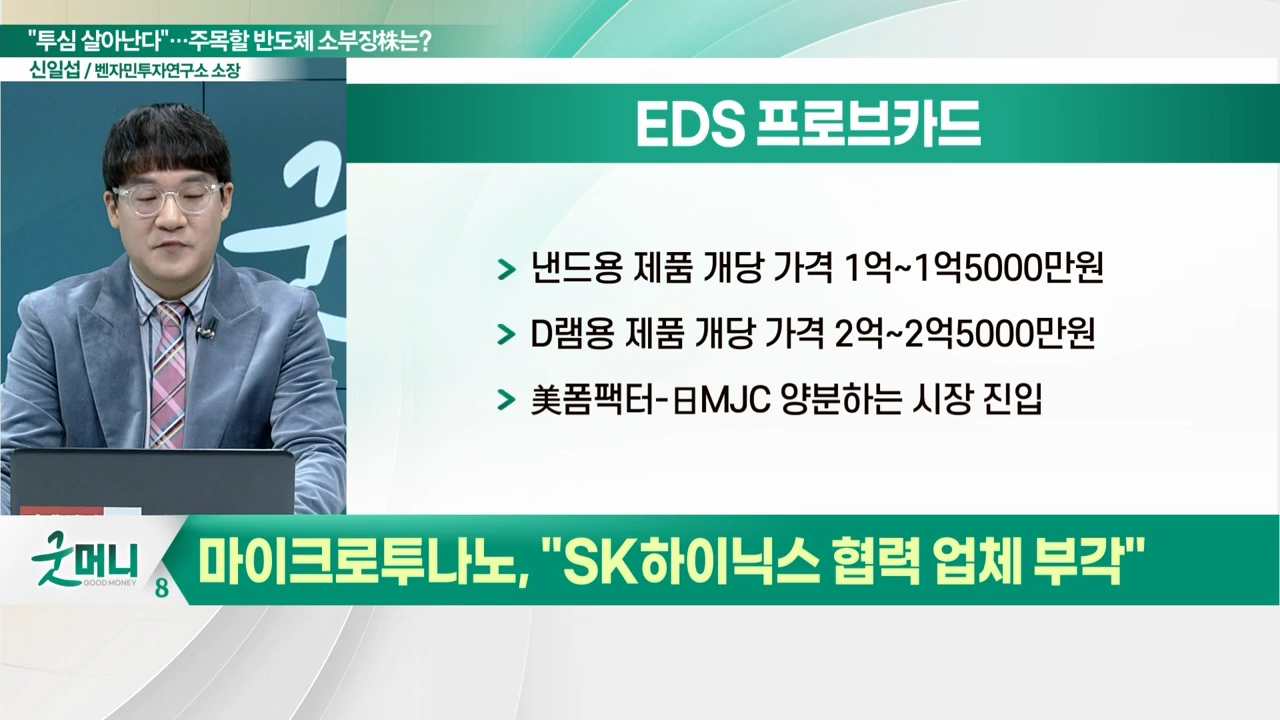 "투심 살아난다"…주목할 반도체 소부장株는?
신일섭 / 벤자민투자연구소 소장
EDS 프로브카드
> 낸드용 제품 개당 가격 1억~1억5000만원
> D램용 제품 개당 가격 2억~2억5000만원
> 美폼팩터-日MJC 양분하는 시장 진입
굿머니
GOOD MONEY
8
마이크로투나노, "SK하이닉스 협력 업체 부각"